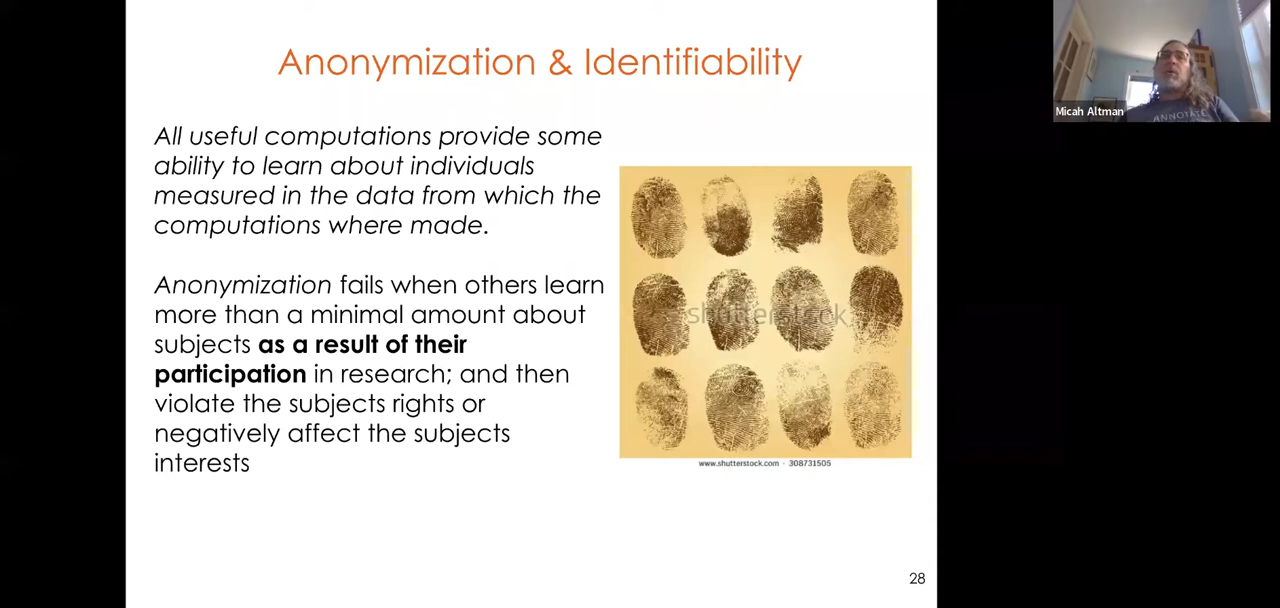 Anonymization & Identifiability
All useful computations provide some
ability to learn about individuals
measured in the data from which the
computations where made.
Anonymization fails when others learn
more than a minimal amount about
subjects as a result of their
participation in research; and then
violate the subjects rights or
negatively affect the subjects
interests
shutterstock
www.shutterstock.com · 308731505
28
Micah Altman
ANNOTATE